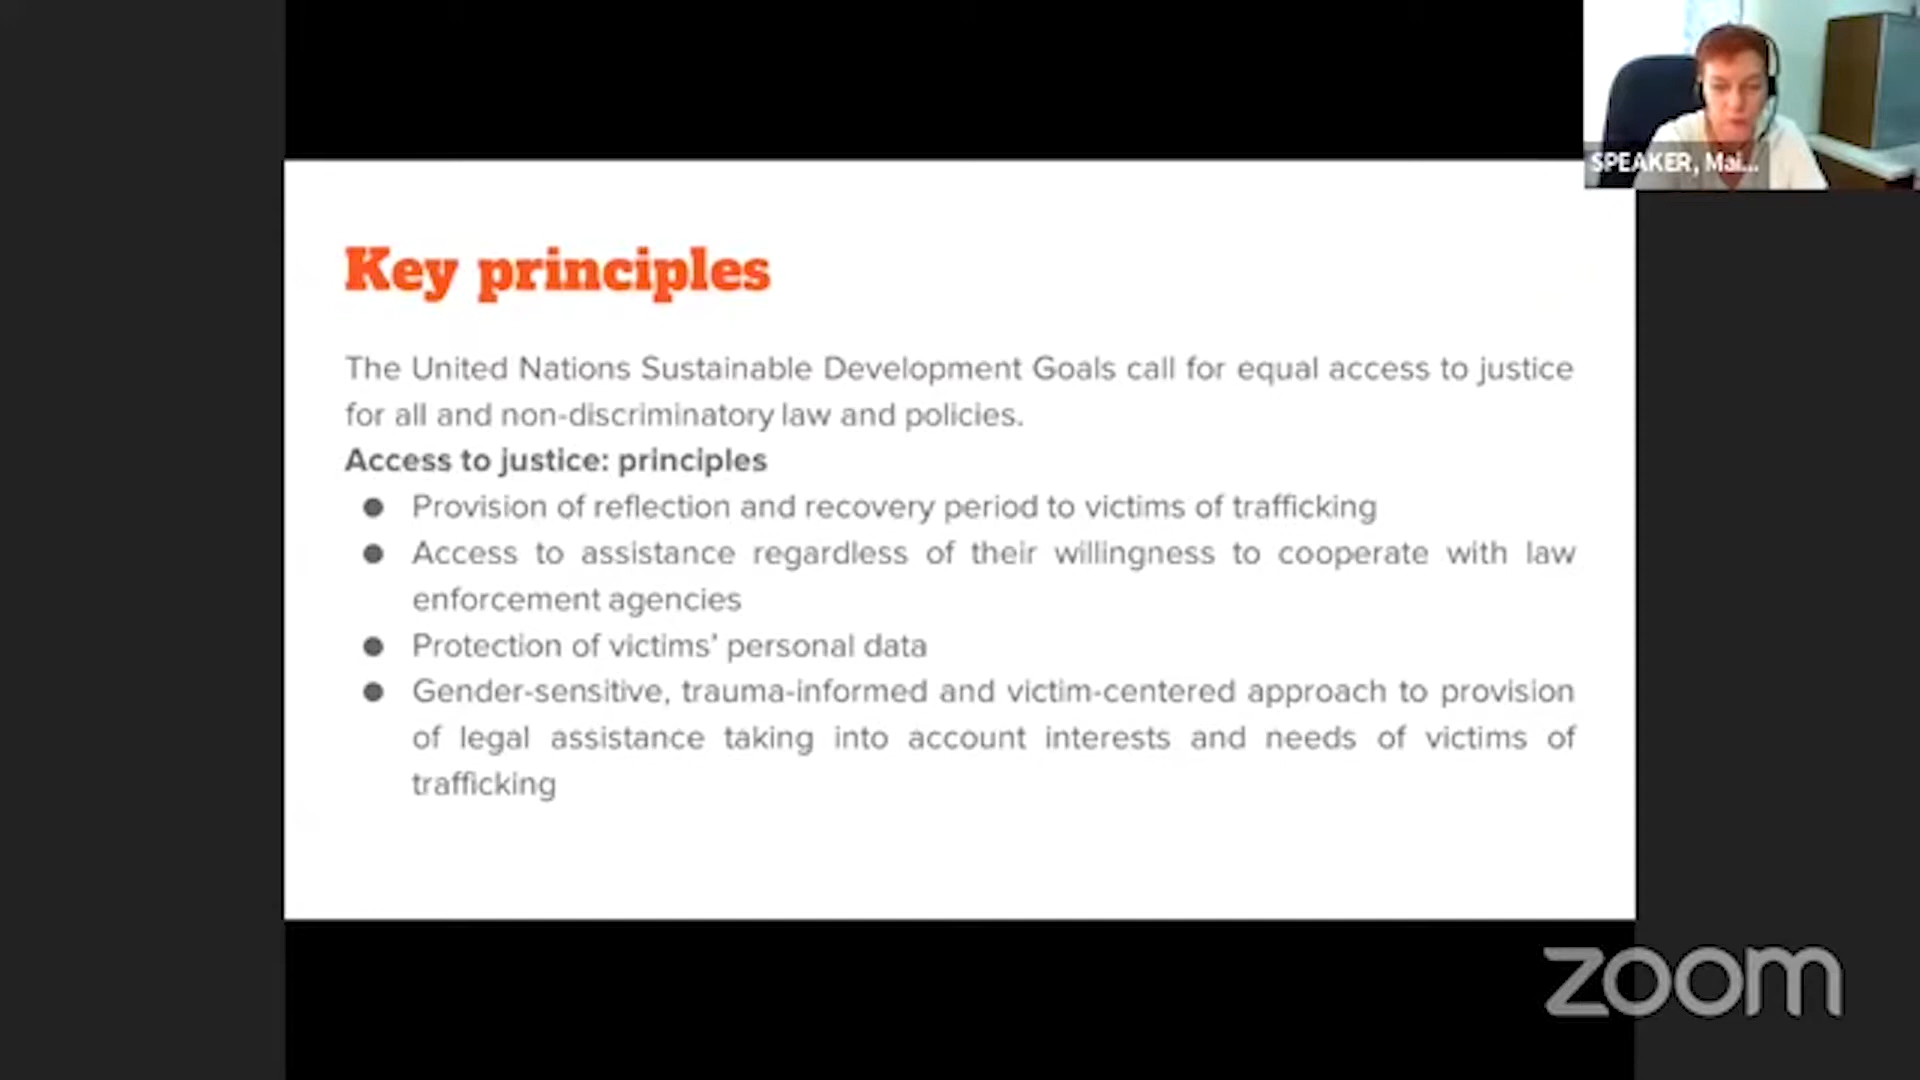 SPEAKER, Mai...
Key principles
The United Nations Sustainable Development Goals call for equal access to justice
for all and non-discriminatory law and policies.
Access to justice: principles
● Provision of reflection and recovery period to victims of trafficking
● Access to assistance regardless of their willingness to cooperate with law
enforcement agencies
● Protection of victims' personal data
● Gender-sensitive, trauma-informed and victim-centered approach to provision
of legal assistance taking into account interests and needs of victims of
trafficking
zoom